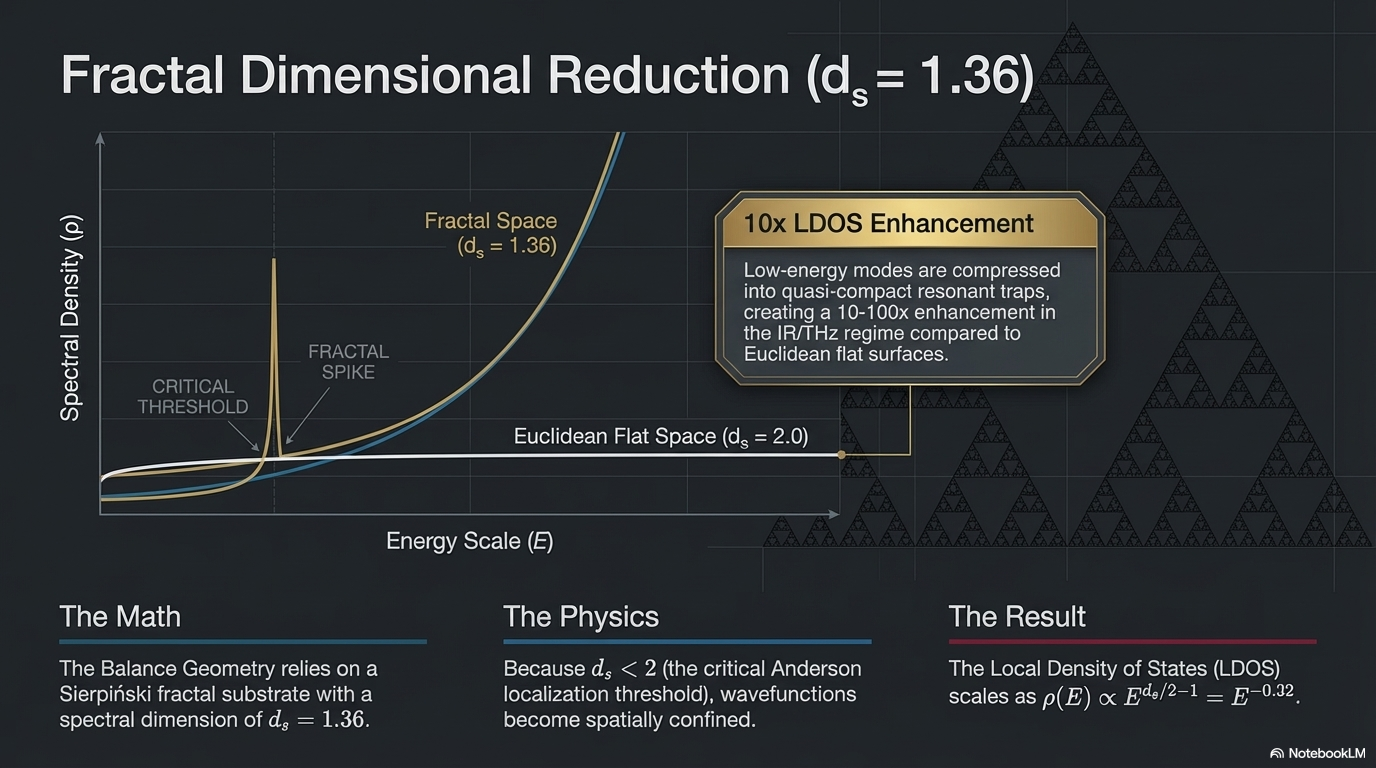 Fractal Dimensional Reduction (dₛ = 1.36)
Spectral Density (ρ)
Fractal Space
(dₛ = 1.36)
FRACTAL
SPIKE
CRITICAL
THRESHOLD
Euclidean Flat Space (dₛ = 2.0)
Energy Scale (E)
10x LDOS Enhancement
Low-energy modes are compressed
into quasi-compact resonant traps,
creating a 10-100x enhancement in
the IR/THz regime compared to
Euclidean flat surfaces.
The Math
The Balance Geometry relies on a
Sierpiński fractal substrate with a
spectral dimension of dₛ = 1.36.
The Physics
Because dₛ < 2 (the critical Anderson
localization threshold), wavefunctions
become spatially confined.
The Result
The Local Density of States (LDOS)
scales as ρ(E) ∝ E^{dₛ/2−1} = E^{−0.32}.
NotebookLM